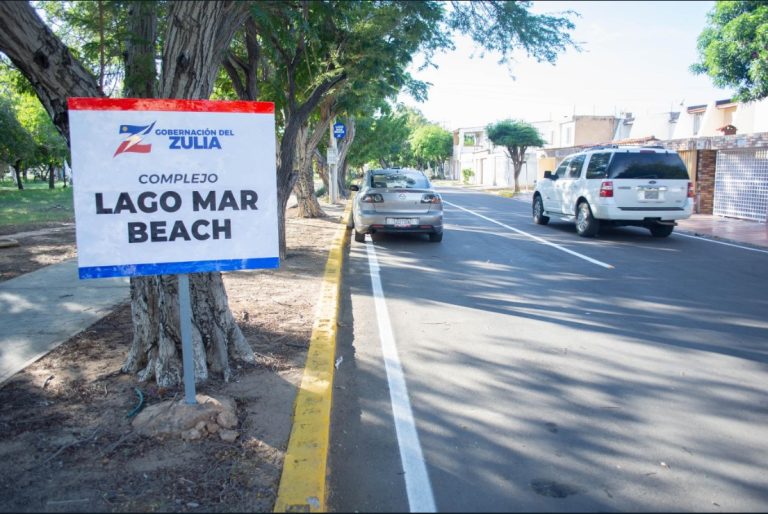 GOBERNACIÓN DEL
ZULIA
COMPLEJO
LAGO MAR
BEACH